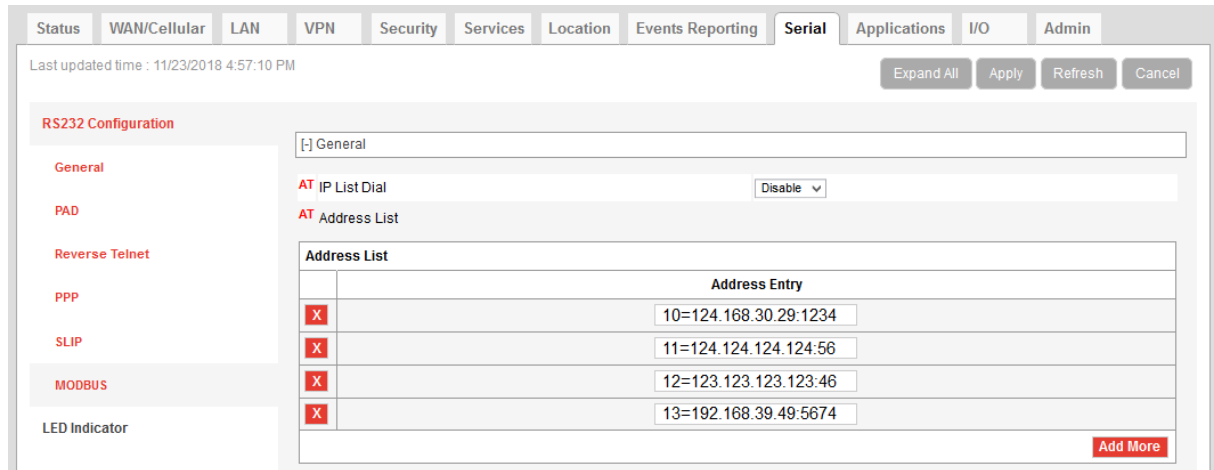 Status WAN/Cellular LAN VPN Security Services Location Events Reporting Serial Applications I/O Admin
Last updated time : 11/23/2018 4:57:10 PM
Expand All Apply Refresh Cancel
RS232 Configuration
General
PAD
Reverse Telnet
PPP
SLIP
MODBUS
LED Indicator
[-] General
AT IP List Dial Disable
AT Address List
Address List
Address Entry
X 10=124.168.30.29:1234
X 11=124.124.124.124:56
X 12=123.123.123.123:46
X 13=192.168.39.49:5674
Add More